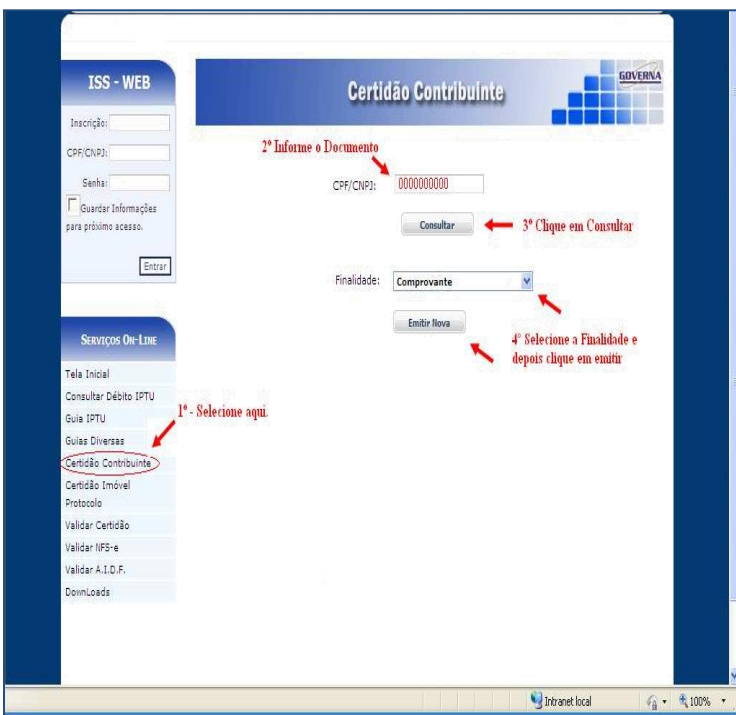 ISS - WEB
Inscrição:
CPF/CNPJ:
Senha:
Guardar Informações
para próximo acesso.
Entrar
SERVIÇOS ON-LINE
Tela Inicial
Consultar Débito IPTU
Guia IPTU
Guias Diversas
Certidão Contribuinte
Certidão Imóvel
Protocolo
Validar Certidão
Validar NFS-e
Validar A.I.D.F.
DownLoads
1º - Selecione aqui.
Certidão Contribuinte
GOVERNA
2º Informe o Documento
CPF/CNPJ: 0000000000
Consultar
3º Clique em Consultar
Finalidade: Comprovante
Emitir Nova
4º Selecione a Finalidade e
depois clique em emitir
Intranet local
100%